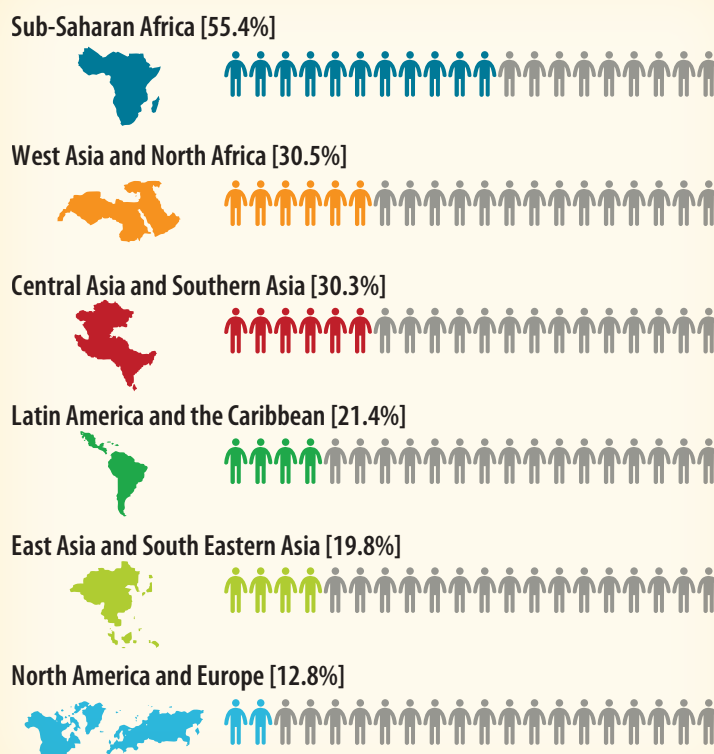 Sub-Saharan Africa [55.4%]
West Asia and North Africa [30.5%]
Central Asia and Southern Asia [30.3%]
Latin America and the Caribbean [21.4%]
East Asia and South Eastern Asia [19.8%]
North America and Europe [12.8%]